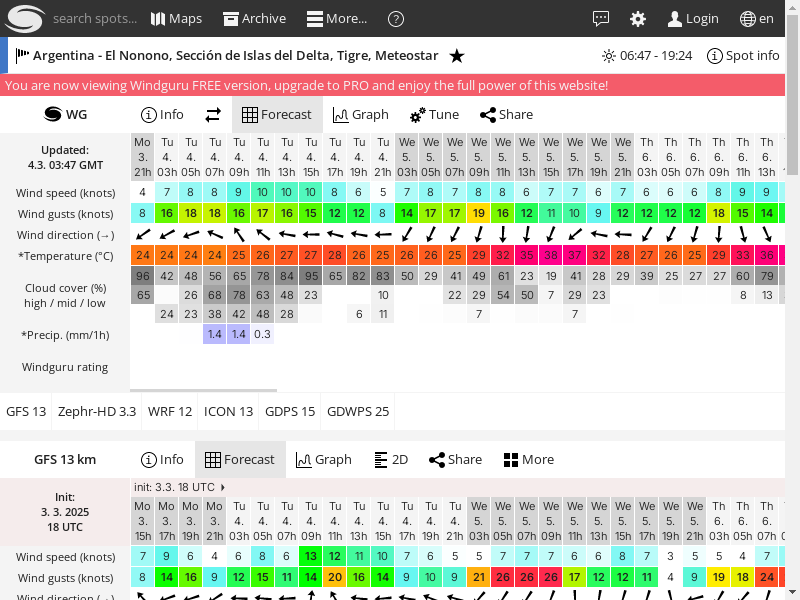 search spots... Maps Archive More... ? Login en
Argentina - El Nonono, Sección de Islas del Delta, Tigre, Meteostar 06:47 - 19:24 Spot info
You are now viewing Windguru FREE version, upgrade to PRO and enjoy the full power of this website!
WG Info Forecast Graph Tune Share
Updated:
4.3. 03:47 GMT
Mo Tu Tu Tu Tu Tu Tu Tu Tu Tu Tu We We We We We We We We We We Th Th Th Th Th Th
3. 4. 4. 4. 4. 4. 4. 4. 4. 4. 4. 5. 5. 5. 5. 5. 5. 5. 5. 5. 5. 6. 6. 6. 6. 6. 6.
21h 03h 05h 07h 09h 11h 13h 15h 17h 19h 21h 03h 05h 07h 09h 11h 13h 15h 17h 19h 21h 03h 05h 07h 09h 11h 13h
Wind speed (knots) 4 7 8 8 9 10 10 10 8 6 5 7 8 7 8 8 6 7 7 6 7 6 6 6 8 9 9
Wind gusts (knots) 8 16 18 18 16 17 16 15 12 12 8 14 17 17 19 16 12 11 10 9 12 12 12 12 18 15 14
Wind direction (→)
*Temperature (°C) 24 24 24 24 25 26 27 27 28 26 25 26 26 25 29 32 35 38 37 32 28 27 26 25 29 33 36
Cloud cover (%)
high / mid / low
96 42 48 56 65 78 84 95 65 82 83 50 29 41 49 61 23 19 41 28 29 39 25 27 27 60 79
65 26 68 78 63 48 23 10 22 29 54 50 7 29 23 8 13
24 23 38 42 48 28 6 11 7 7
*Precip. (mm/1h) 1.4 1.4 0.3
Windguru rating
GFS 13 Zephr-HD 3.3 WRF 12 ICON 13 GDPS 15 GDWPS 25
GFS 13 km Info Forecast Graph 2D Share More
init: 3.3. 18 UTC
Init:
3. 3. 2025
18 UTC
Mo Mo Mo Mo Tu Tu Tu Tu Tu Tu Tu Tu Tu Tu We We We We We We We We We We Th Th Th
3. 3. 3. 3. 4. 4. 4. 4. 4. 4. 4. 4. 4. 4. 5. 5. 5. 5. 5. 5. 5. 5. 5. 5. 6. 6. 6.
15h 17h 19h 21h 03h 05h 07h 09h 11h 13h 15h 17h 19h 21h 03h 05h 07h 09h 11h 13h 15h 17h 19h 21h 03h 05h 07h
Wind speed (knots) 7 9 6 4 6 8 6 13 12 11 10 7 6 5 5 7 7 7 6 6 8 7 3 5 5 4 7
Wind gusts (knots) 8 14 16 9 12 15 11 14 20 16 14 9 10 9 21 26 26 26 17 12 12 11 4 9 19 18 24
Wind direction (→)